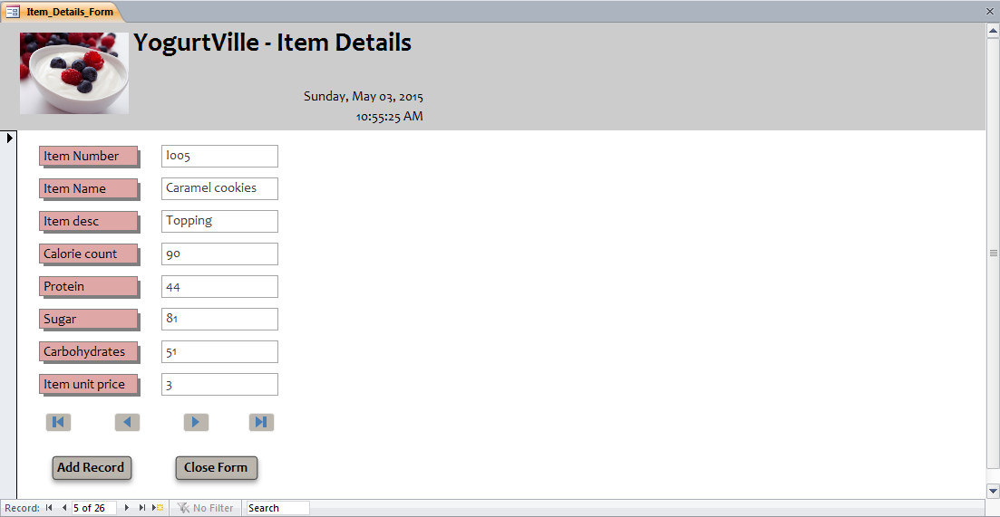 Item_Details_Form
YogurtVille - Item Details
Sunday, May 03, 2015
10:55:25 AM
Item Number I005
Item Name Caramel cookies
Item desc Topping
Calorie count 90
Protein 44
Sugar 81
Carbohydrates 51
Item unit price 3
Add Record Close Form
Record: 5 of 26 No Filter Search